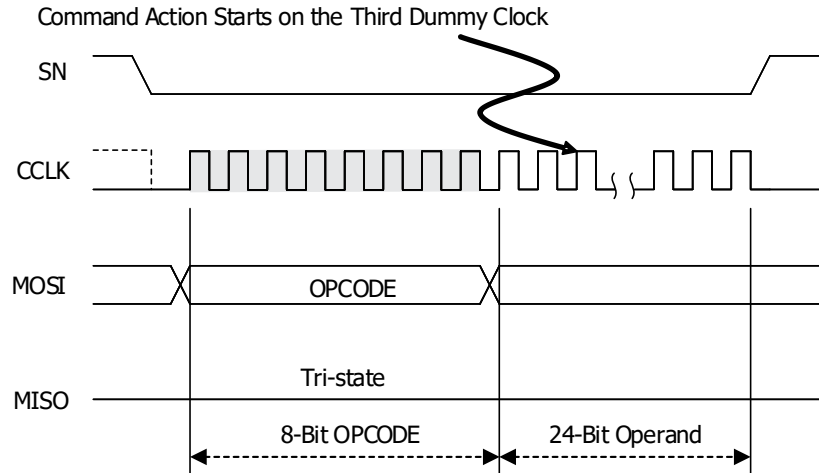 Command Action Starts on the Third Dummy Clock
SN
CCLK
MOSI
OPCODE
Tri-state
MISO
8-Bit OPCODE
24-Bit Operand